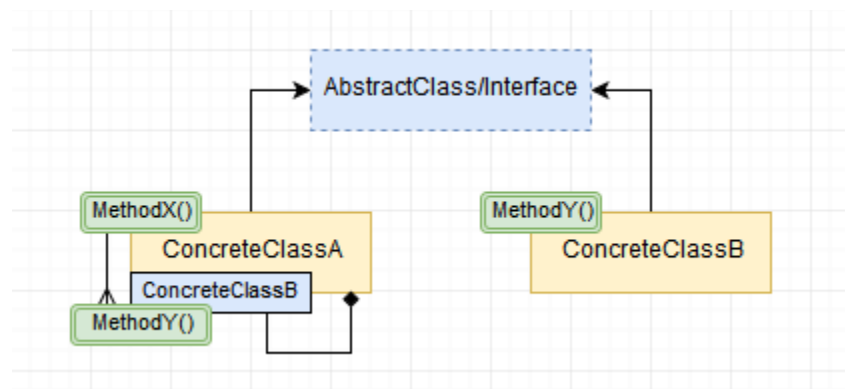 AbstractClass/Interface
MethodX()
MethodY()
ConcreteClassA
ConcreteClassB
ConcreteClassB
MethodY()